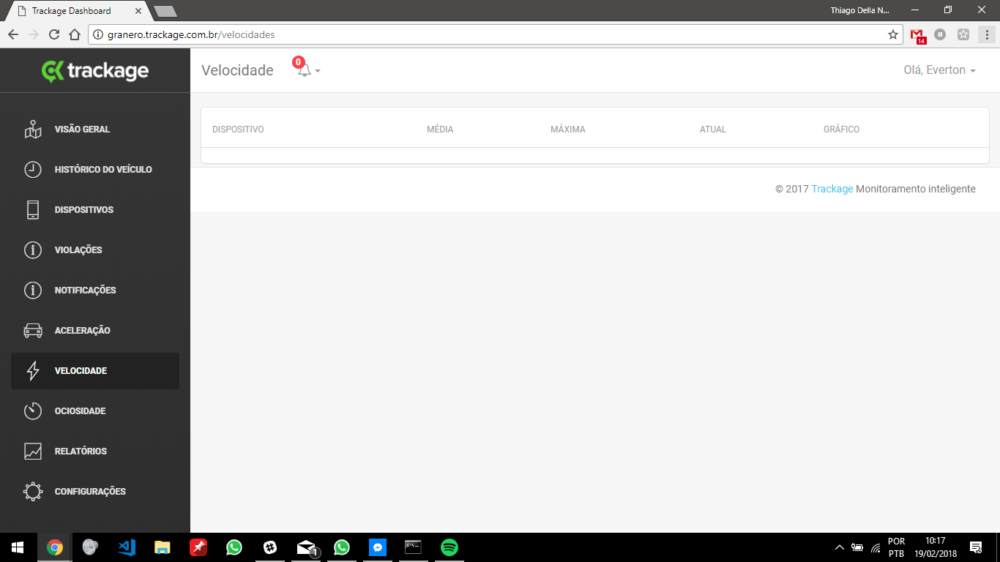 Trackage Dashboard
Thiago Della N...
granero.trackage.com.br/velocidades
14
trackage
Velocidade
0
Olá, Everton
VISÃO GERAL
HISTÓRICO DO VEÍCULO
DISPOSITIVOS
VIOLAÇÕES
NOTIFICAÇÕES
ACELERAÇÃO
VELOCIDADE
OCIOSIDADE
RELATÓRIOS
CONFIGURAÇÕES
DISPOSITIVO MÉDIA MÁXIMA ATUAL GRÁFICO
© 2017 Trackage Monitoramento inteligente
1
POR
PTB
10:17
19/02/2018